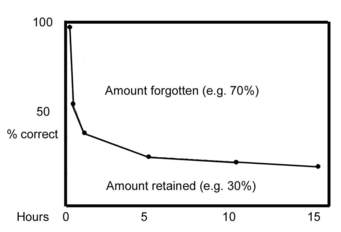 100
Amount forgotten (e.g. 70%)
50
% correct
Amount retained (e.g. 30%)
Hours 0 5 10 15